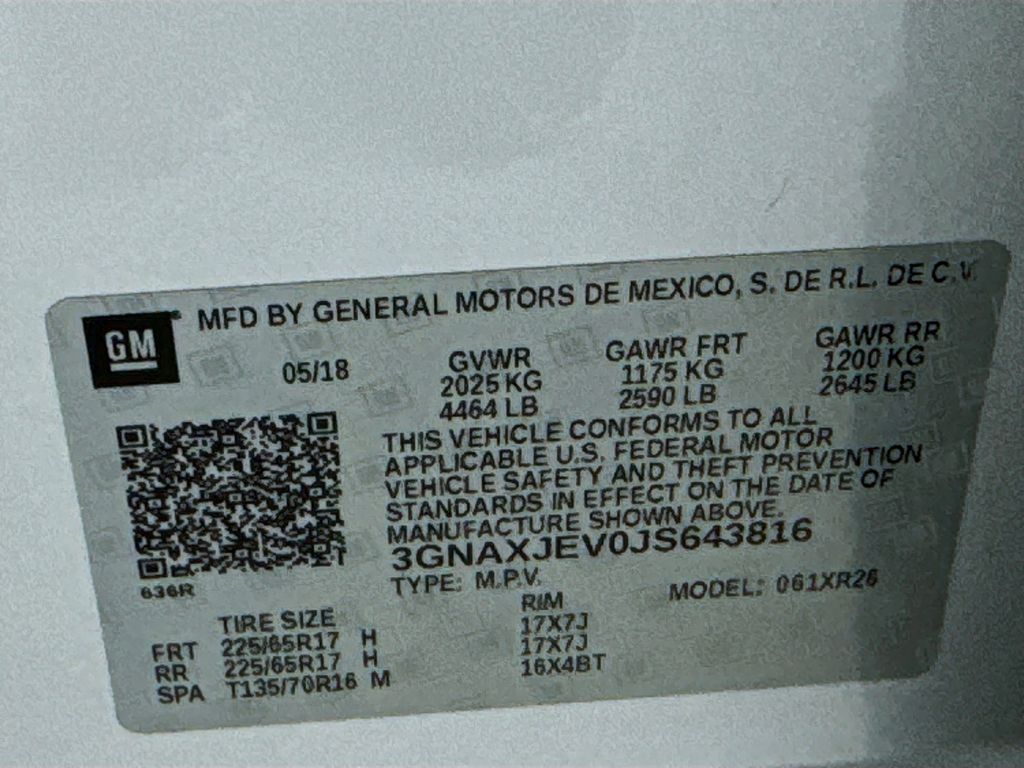 MFD BY GENERAL MOTORS DE MEXICO, S. DE R.L. DE C.V.
GM
05/18
GVWR GAWR FRT GAWR RR
2025 KG 1175 KG 1200 KG
4464 LB 2590 LB 2645 LB
THIS VEHICLE CONFORMS TO ALL
APPLICABLE U.S. FEDERAL MOTOR
VEHICLE SAFETY AND THEFT PREVENTION
STANDARDS IN EFFECT ON THE DATE OF
MANUFACTURE SHOWN ABOVE.
3GNAXJEV0JS643816
TYPE: M.P.V. MODEL: 061XR26
636R
TIRE SIZE RIM
FRT 225/65R17 H 17X7J
RR 225/65R17 H 17X7J
SPA T135/70R16 M 16X4BT